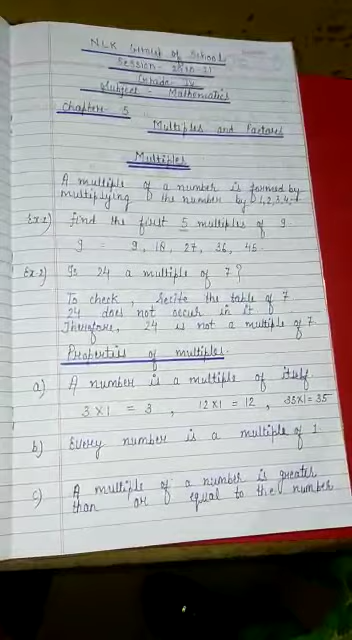 NLK Group of School
Session - 2020-21
Grade - IV
Subject - Mathematics
Chapter - 5
Multiples and Factors
Multiples
A multiple of a number is formed by
multiplying the number by 1,2,3,4,-
Ex-1) Find the first 5 multiples of 9
9 = 9, 18, 27, 36, 45.
Ex-2) Is 24 a multiple of 7?
To check, Recite the table of 7
24 does not occur in it.
Therefore, 24 is not a multiple of 7
Properties of multiples.
a) A number is a multiple of itself.
3 X 1 = 3, 12 X 1 = 12, 35X1=35
b) Every number is a multiple of 1.
c) A multiple of a number is greater
than or equal to the number